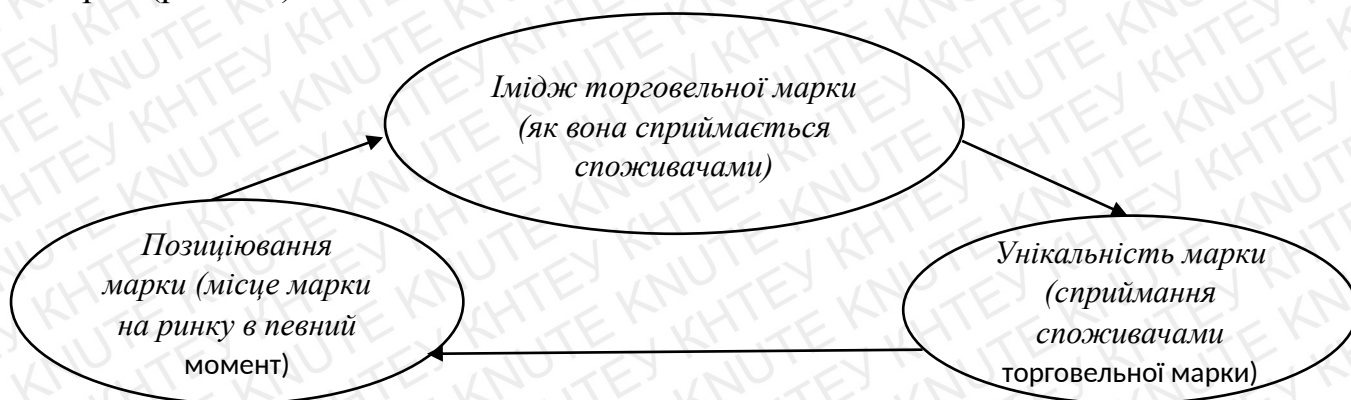 Імідж торговельної марки
(як вона сприймається
споживачами)
Позиціювання
марки (місце марки
на ринку в певний
момент)
Унікальність марки
(сприймання
споживачами
торговельної марки)